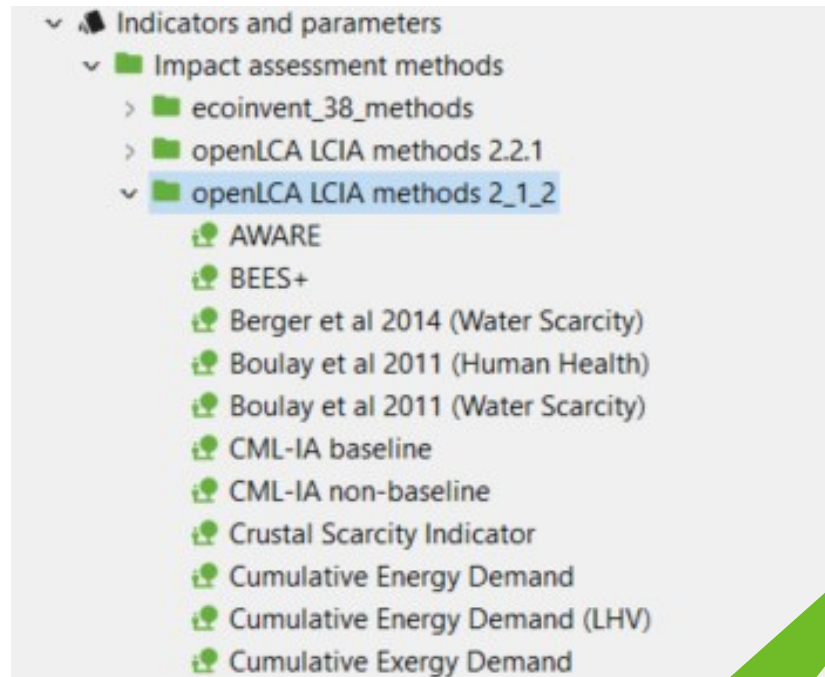 Indicators and parameters
Impact assessment methods
ecoinvent_38_methods
openLCA LCIA methods 2.2.1
openLCA LCIA methods 2_1_2
AWARE
BEES+
Berger et al 2014 (Water Scarcity)
Boulay et al 2011 (Human Health)
Boulay et al 2011 (Water Scarcity)
CML-IA baseline
CML-IA non-baseline
Crustal Scarcity Indicator
Cumulative Energy Demand
Cumulative Energy Demand (LHV)
Cumulative Exergy Demand